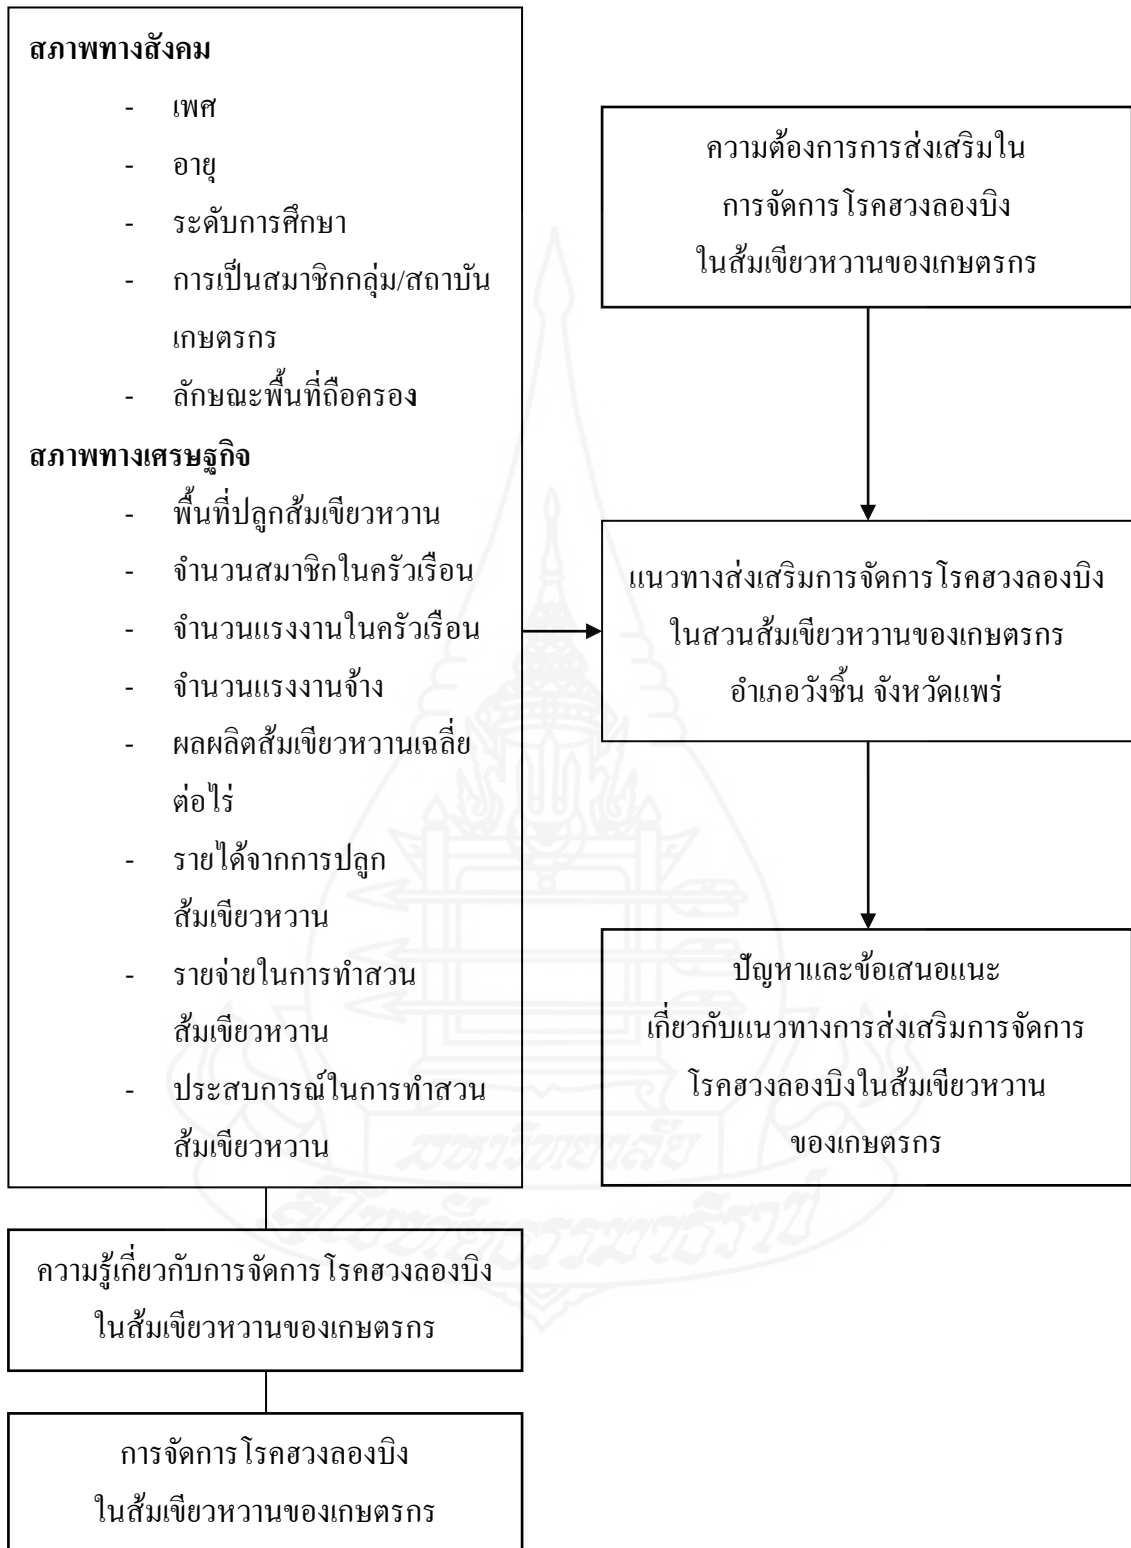 สภาพทางสังคม
- เพศ
- อายุ
- ระดับการศึกษา
- การเป็นสมาชิกกลุ่ม/สถาบัน
เกษตรกร
- ลักษณะพื้นที่ถือครอง
สภาพทางเศรษฐกิจ
- พื้นที่ปลูกส้มเขียวหวาน
- จำนวนสมาชิกในครัวเรือน
- จำนวนแรงงานในครัวเรือน
- จำนวนแรงงานจ้าง
- ผลผลิตส้มเขียวหวานเฉลี่ย
ต่อไร่
- รายได้จากการปลูก
ส้มเขียวหวาน
- รายจ่ายในการทำสวน
ส้มเขียวหวาน
- ประสบการณ์ในการทำสวน
ส้มเขียวหวาน
ความรู้เกี่ยวกับการจัดการโรคฮวงลองบิง
ในส้มเขียวหวานของเกษตรกร
การจัดการโรคฮวงลองบิง
ในส้มเขียวหวานของเกษตรกร
ความต้องการการส่งเสริมใน
การจัดการโรคฮวงลองบิง
ในส้มเขียวหวานของเกษตรกร
แนวทางส่งเสริมการจัดการโรคฮวงลองบิง
ในสวนส้มเขียวหวานของเกษตรกร
อำเภอวังชิ้น จังหวัดแพร่
ปัญหาและข้อเสนอแนะ
เกี่ยวกับแนวทางการส่งเสริมการจัดการ
โรคฮวงลองบิงในส้มเขียวหวาน
ของเกษตรกร
มหาวิทยาลัย
สุโขทัยธรรมาธิราช